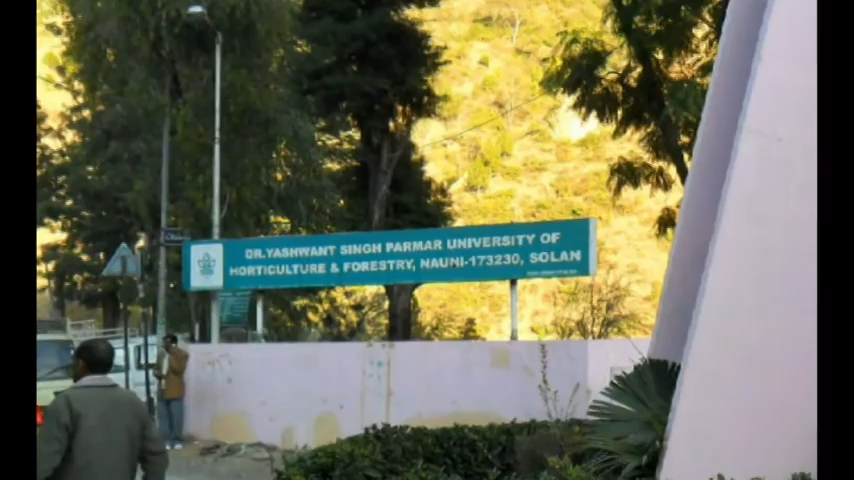 DR.YASHWANT SINGH PARMAR UNIVERSITY OF
HORTICULTURE & FORESTRY, NAUNI-173230, SOLAN